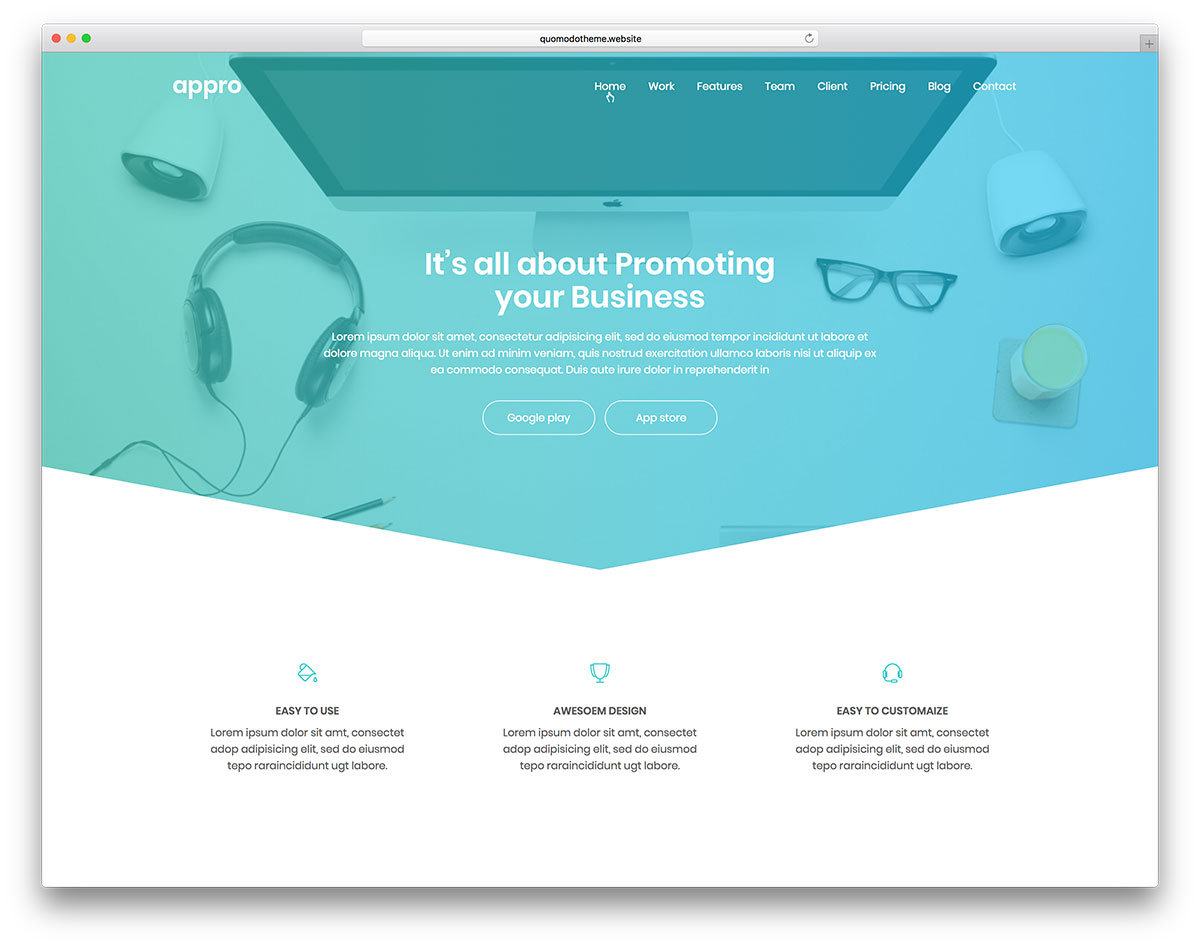 quomodotheme.website
appro
Home Work Features Team Client Pricing Blog Contact
It's all about Promoting
your Business
Lorem ipsum dolor sit amet, consectetur adipisicing elit, sed do eiusmod tempor incididunt ut labore et
dolore magna aliqua. Ut enim ad minim veniam, quis nostrud exercitation ullamco laboris nisi ut aliquip ex
ea commodo consequat. Duis aute irure dolor in reprehenderit in
Google play App store
EASY TO USE
Lorem ipsum dolor sit amt, consectet
adop adipisicing elit, sed do eiusmod
tepo raraincididunt ugt labore.
AWESOEM DESIGN
Lorem ipsum dolor sit amt, consectet
adop adipisicing elit, sed do eiusmod
tepo raraincididunt ugt labore.
EASY TO CUSTOMAIZE
Lorem ipsum dolor sit amt, consectet
adop adipisicing elit, sed do eiusmod
tepo raraincididunt ugt labore.